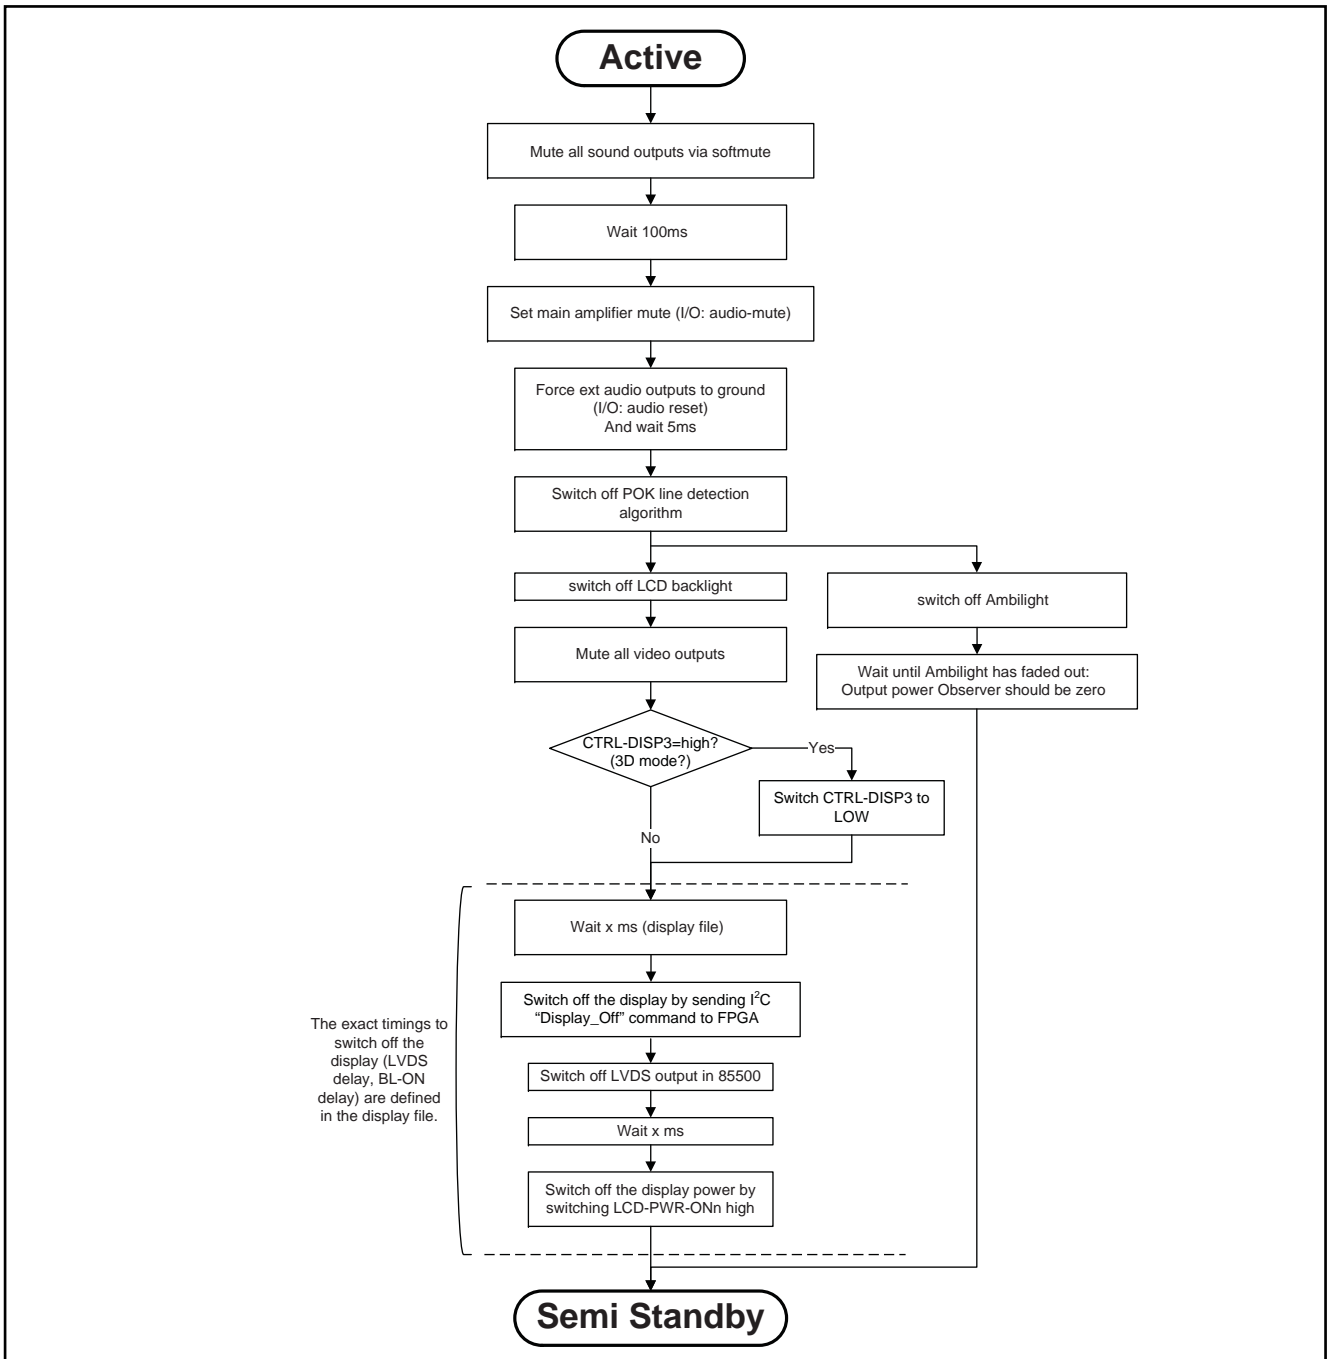 Active
Mute all sound outputs via softmute
Wait 100ms
Set main amplifier mute (I/O: audio-mute)
Force ext audio outputs to ground
(I/O: audio reset)
And wait 5ms
Switch off POK line detection
algorithm
switch off LCD backlight
switch off Ambilight
Mute all video outputs
Wait until Ambilight has faded out:
Output power Observer should be zero
CTRL-DISP3=high?
(3D mode?)
Yes
Switch CTRL-DISP3 to
LOW
No
Wait x ms (display file)
Switch off the display by sending I²C
“Display_Off” command to FPGA
The exact timings to
switch off the
display (LVDS
delay, BL-ON
delay) are defined
in the display file.
Switch off LVDS output in 85500
Wait x ms
Switch off the display power by
switching LCD-PWR-ONn high
Semi Standby